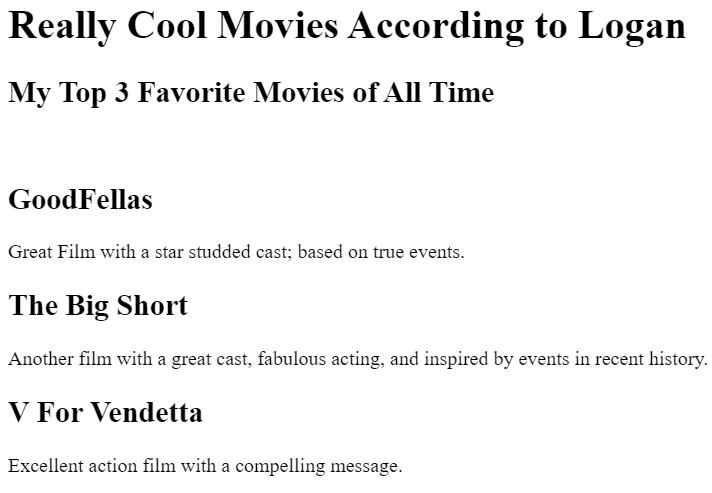 Really Cool Movies According to Logan
My Top 3 Favorite Movies of All Time
GoodFellas
Great Film with a star studded cast; based on true events.
The Big Short
Another film with a great cast, fabulous acting, and inspired by events in recent history.
V For Vendetta
Excellent action film with a compelling message.